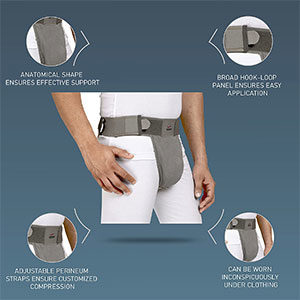 ANATOMICAL SHAPE
ENSURES EFFECTIVE SUPPORT
BROAD HOOK-LOOP
PANEL ENSURES EASY
APPLICATION
ADJUSTABLE PERINEUM
STRAPS ENSURE CUSTOMIZED
COMPRESSION
CAN BE WORN
INCONSPICUOUSLY
UNDER CLOTHING